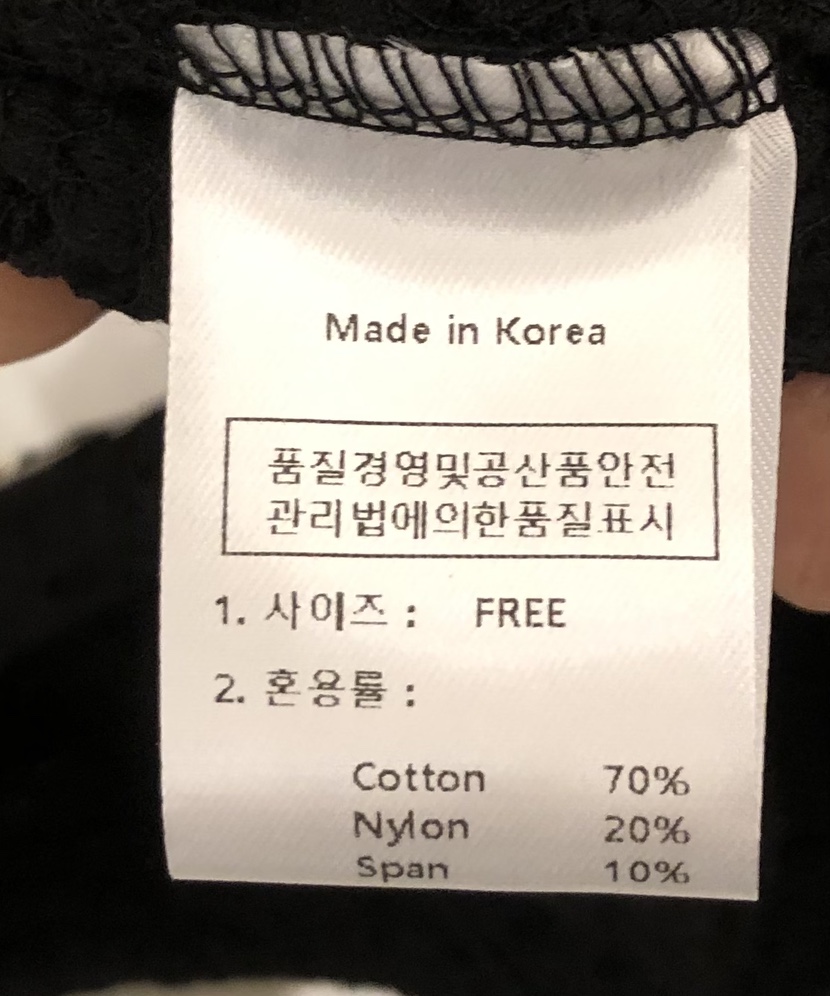 Made in Korea
품질경영및공산품안전
관리법에의한품질표시
1. 사이즈 : FREE
2. 혼용률 :
Cotton 70%
Nylon 20%
Span 10%